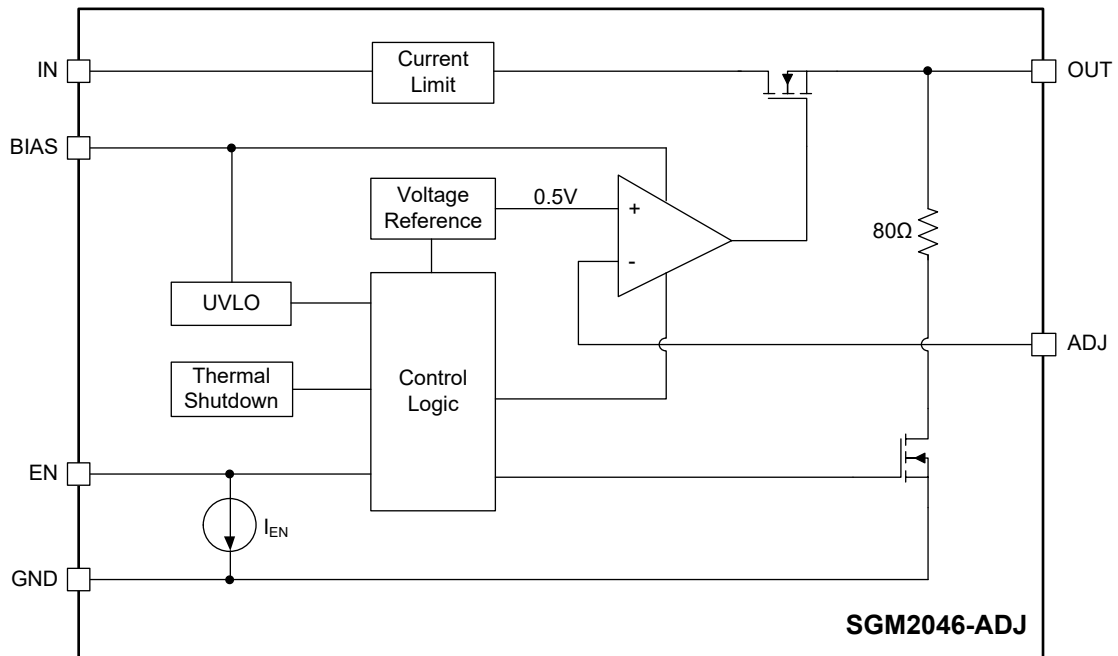 IN
Current
Limit
OUT
BIAS
Voltage
Reference
0.5V
+
-
80Ω
UVLO
ADJ
Thermal
Shutdown
Control
Logic
EN
I_EN
GND
SGM2046-ADJ